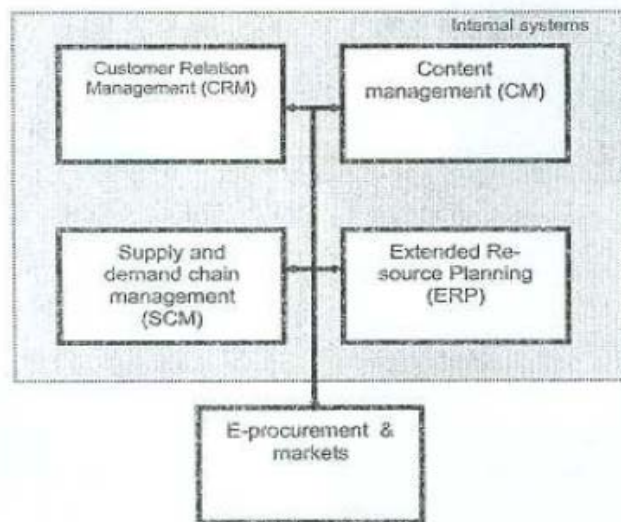 Internal systems
Customer Relation
Management (CRM)
Content
management (CM)
Supply and
demand chain
management
(SCM)
Extended Re-
source Planning
(ERP)
E-procurement &
markets